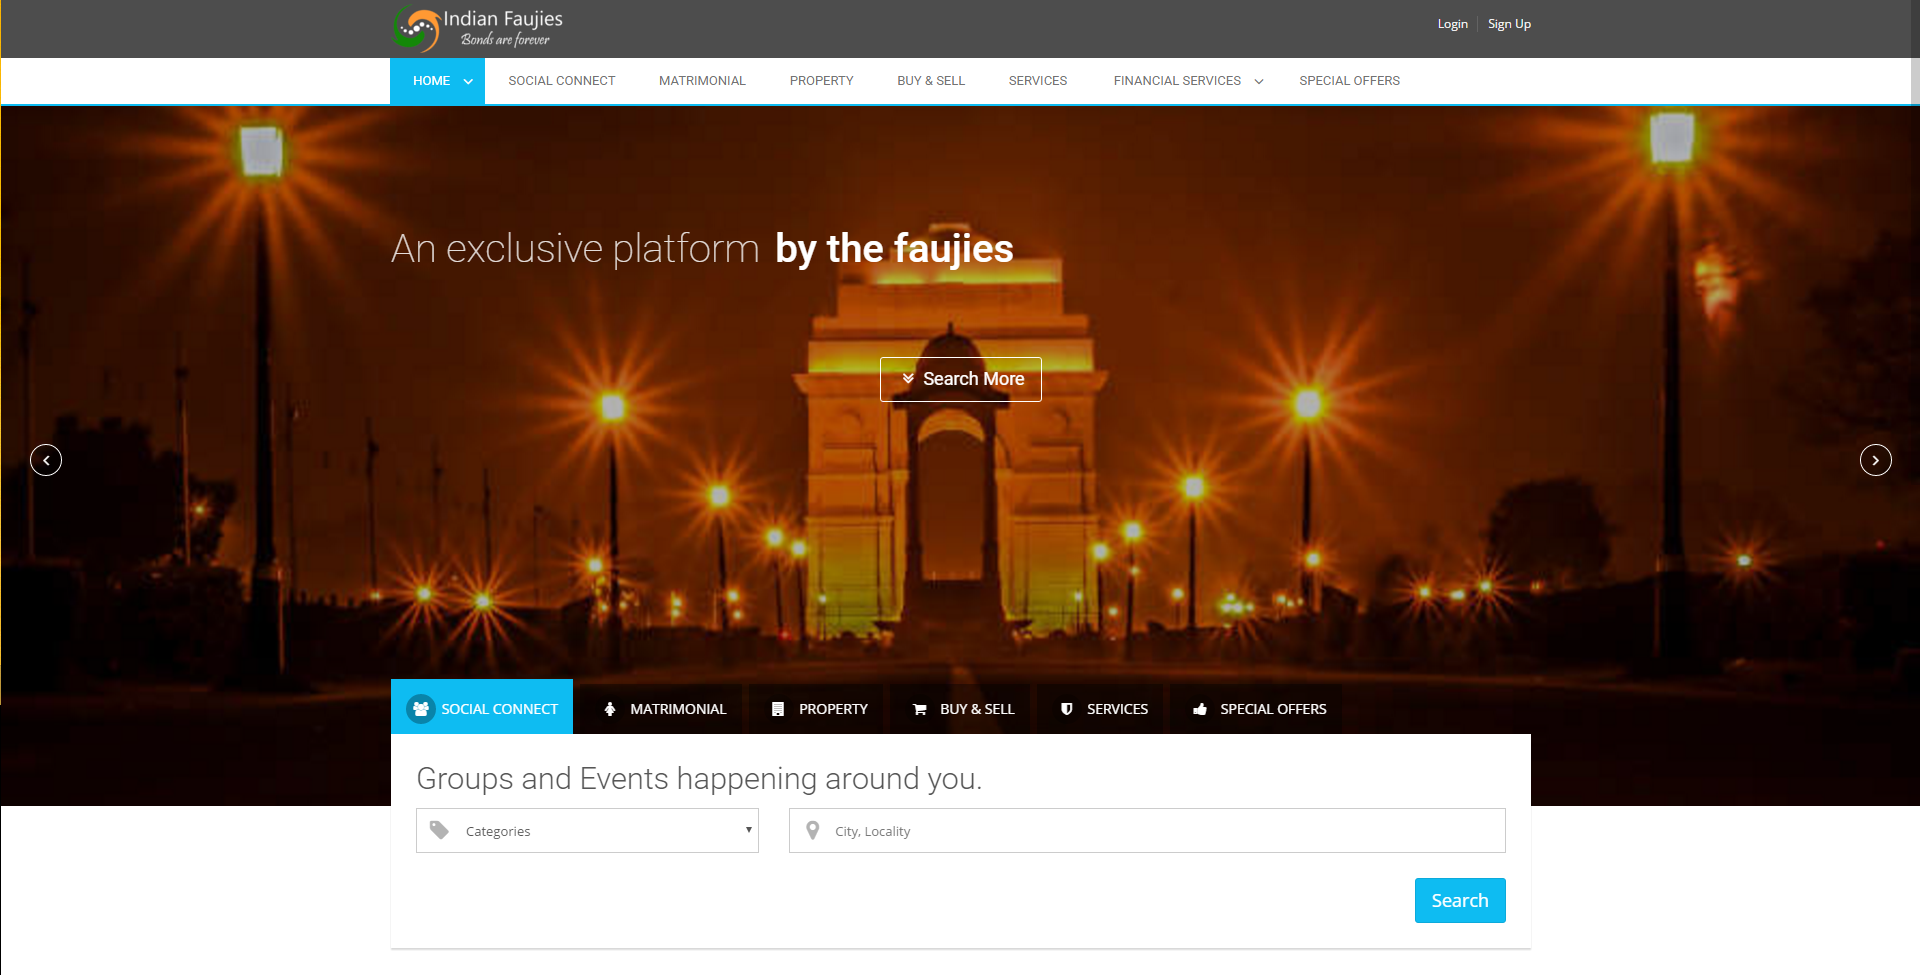 Indian Faujies
Bonds are forever
Login
Sign Up
HOME
SOCIAL CONNECT
MATRIMONIAL
PROPERTY
BUY & SELL
SERVICES
FINANCIAL SERVICES
SPECIAL OFFERS
An exclusive platform by the faujies
Search More
SOCIAL CONNECT
MATRIMONIAL
PROPERTY
BUY & SELL
SERVICES
SPECIAL OFFERS
Groups and Events happening around you.
Categories
City, Locality
Search